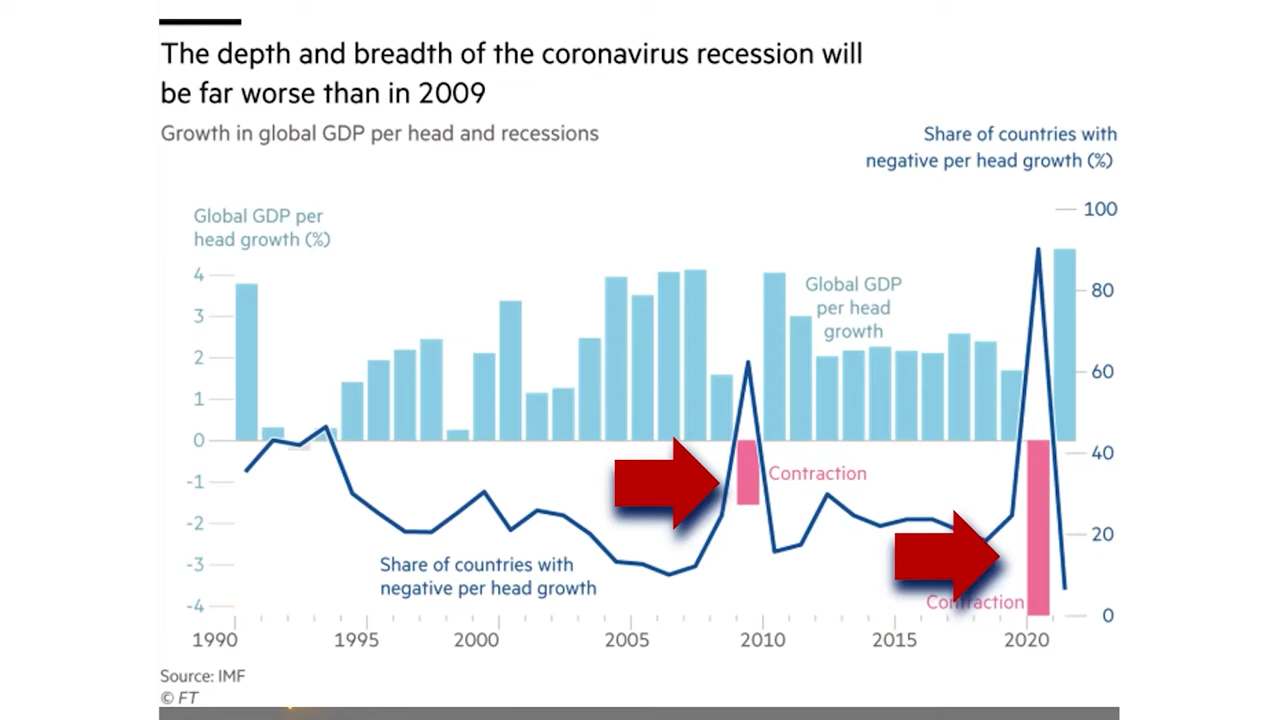 The depth and breadth of the coronavirus recession will
be far worse than in 2009
Growth in global GDP per head and recessions
Share of countries with
negative per head growth (%)
Global GDP per
head growth (%)
100
80
60
40
20
0
4
3
2
1
0
-1
-2
-3
-4
Global GDP
per head
growth
Contraction
Share of countries with
negative per head growth
Contraction
1990
1995
2000
2005
2010
2015
2020
Source: IMF
© FT